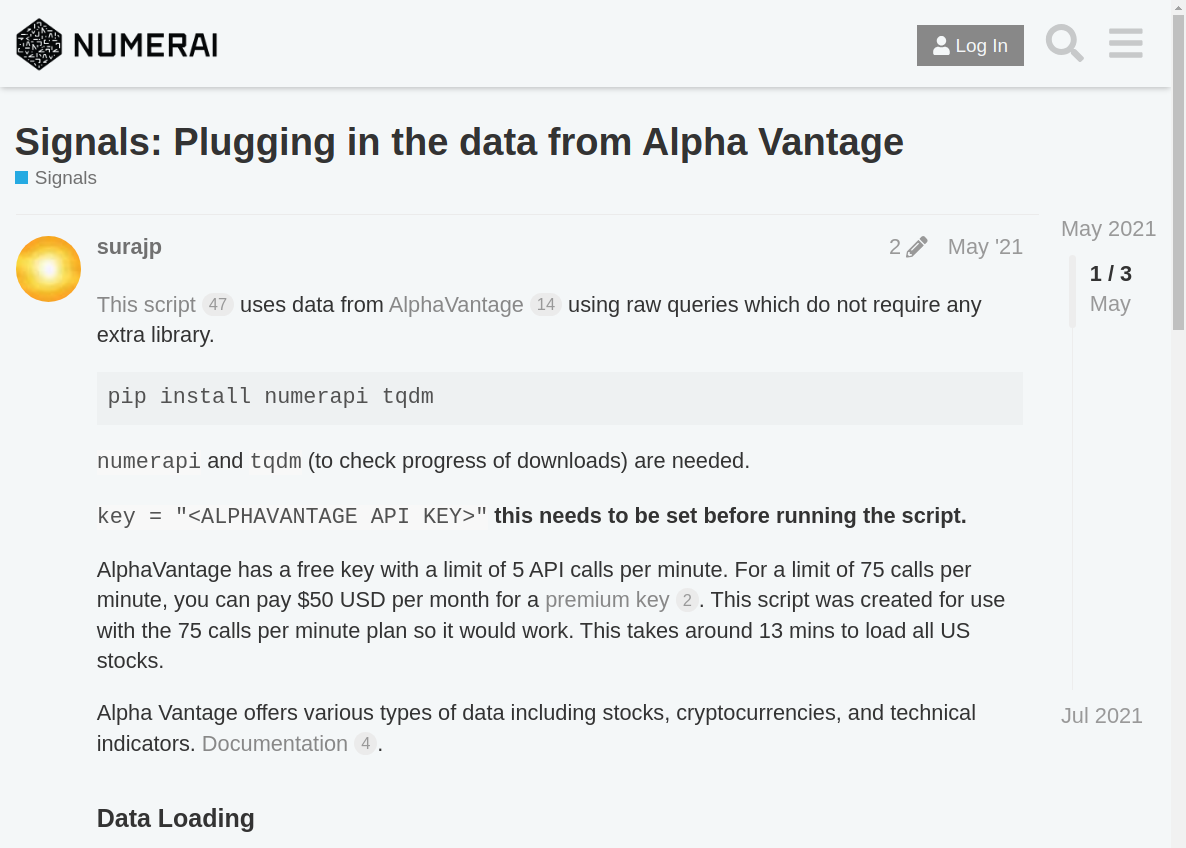 NUMERAI
Log In
Signals: Plugging in the data from Alpha Vantage
Signals
surajp
2
May '21
This script 47 uses data from AlphaVantage 14 using raw queries which do not require any
extra library.
pip install numerapi tqdm
numerapi and tqdm (to check progress of downloads) are needed.
key = "<ALPHAVANTAGE API KEY>" this needs to be set before running the script.
AlphaVantage has a free key with a limit of 5 API calls per minute. For a limit of 75 calls per
minute, you can pay $50 USD per month for a premium key 2. This script was created for use
with the 75 calls per minute plan so it would work. This takes around 13 mins to load all US
stocks.
Alpha Vantage offers various types of data including stocks, cryptocurrencies, and technical
indicators. Documentation 4.
Data Loading
May 2021
1 / 3
May
Jul 2021